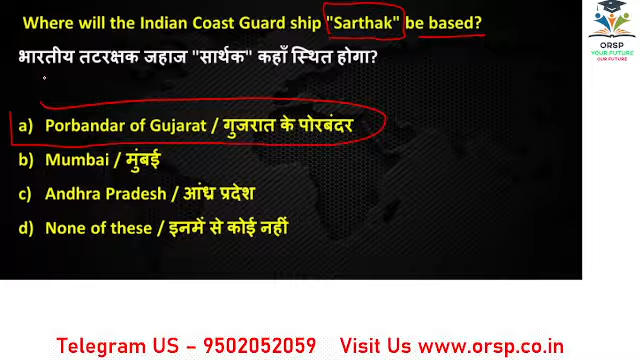 Where will the Indian Coast Guard ship "Sarthak" be based?
भारतीय तटरक्षक जहाज "सार्थक" कहाँ स्थित होगा?
a) Porbandar of Gujarat / गुजरात के पोरबंदर
b) Mumbai / मुंबई
c) Andhra Pradesh / आंध्र प्रदेश
d) None of these / इनमें से कोई नहीं
ORSP
YOUR FUTURE
OUR FUTURE
Telegram US – 9502052059 Visit Us www.orsp.co.in